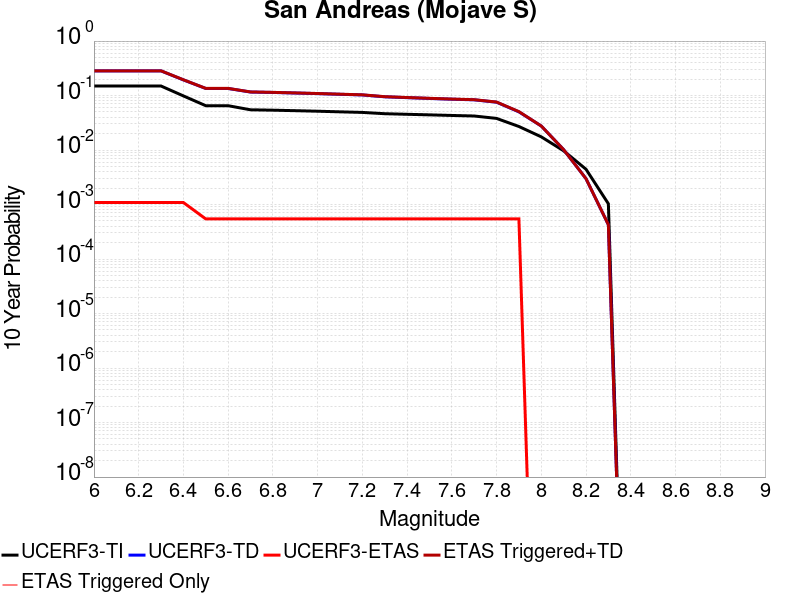 San Andreas (Mojave S)
10 0
10 -1
10 -2
10 -3
10 -4
10 -5
10 -6
10 -7
10 -8
10 Year Probability
6 6.2 6.4 6.6 6.8 7 7.2 7.4 7.6 7.8 8 8.2 8.4 8.6 8.8 9
Magnitude
UCERF3-TI UCERF3-TD UCERF3-ETAS ETAS Triggered+TD
ETAS Triggered Only